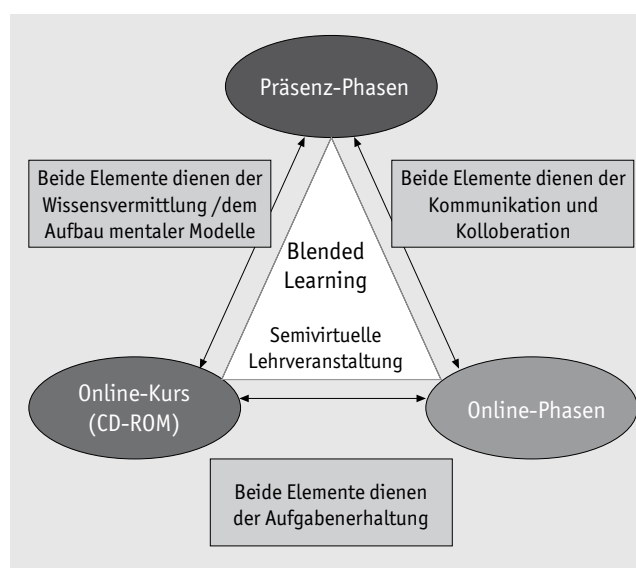 Präsenz-Phasen
Beide Elemente dienen der
Wissensvermittlung /dem
Aufbau mentaler Modelle
Beide Elemente dienen der
Kommunikation und
Kolloberation
Blended
Learning
Semivirtuelle
Lehrveranstaltung
Online-Kurs
(CD-ROM)
Online-Phasen
Beide Elemente dienen
der Aufgabenerhaltung